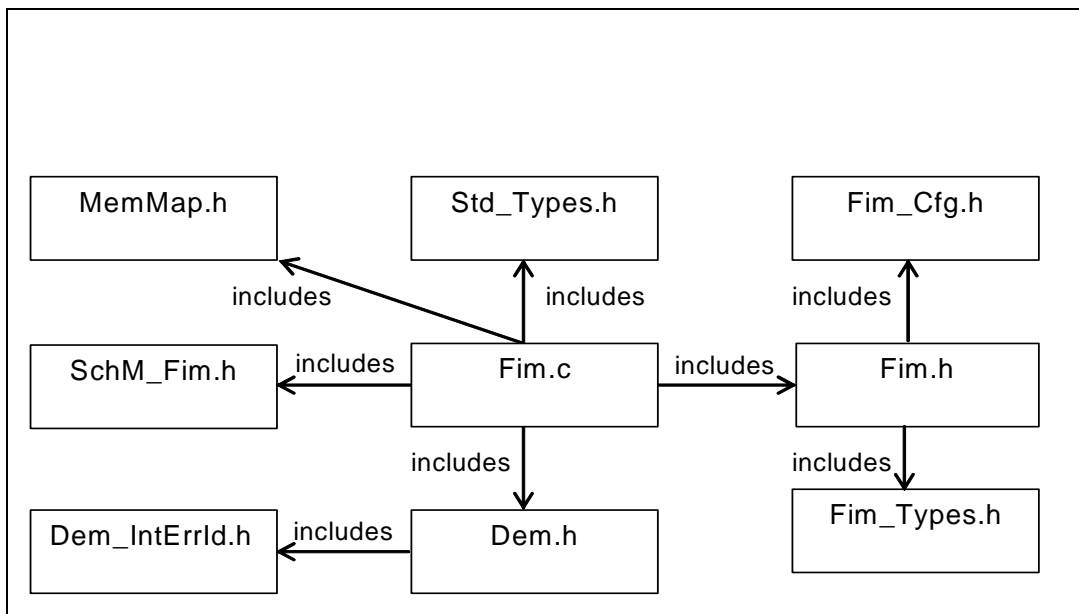 MemMap.h
Std_Types.h
Fim_Cfg.h
includes
includes
includes
SchM_Fim.h
includes
Fim.c
includes
Fim.h
includes
includes
Dem_IntErrId.h
includes
Dem.h
Fim_Types.h